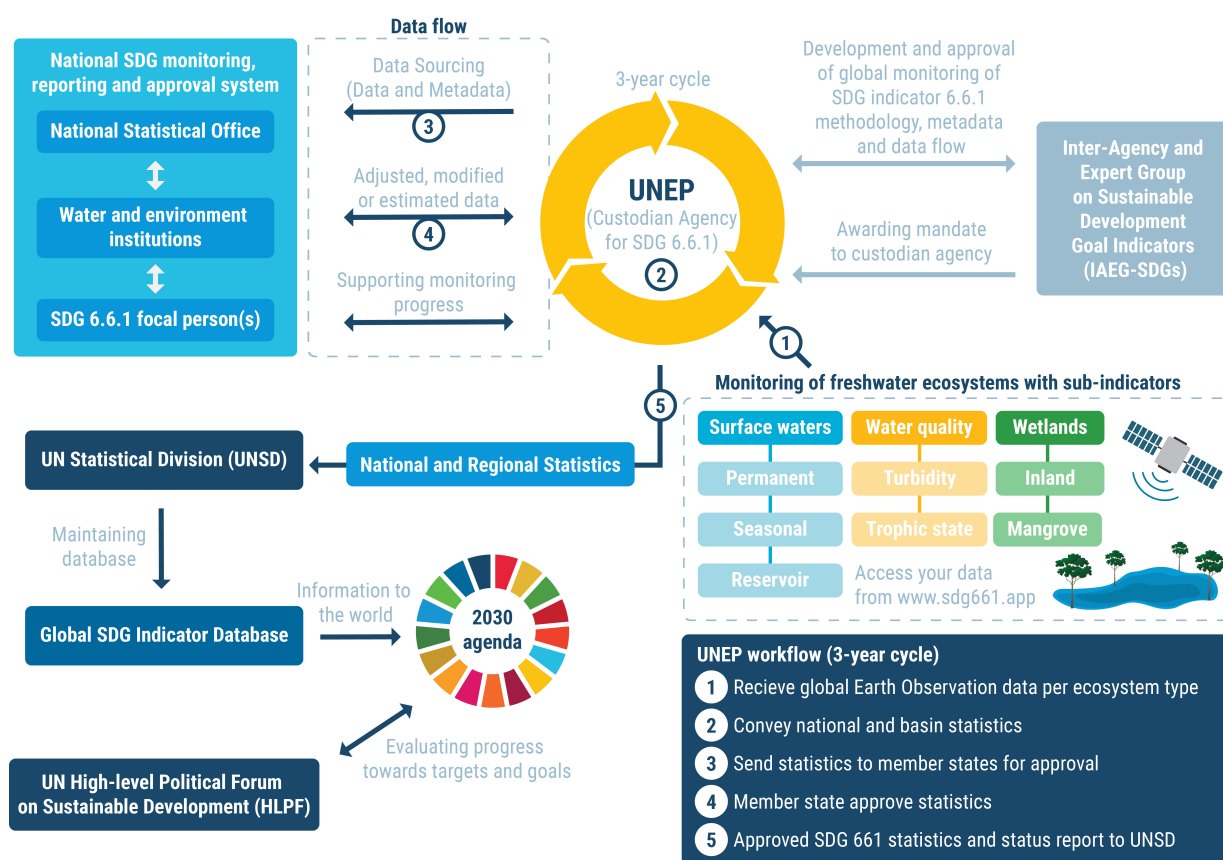 Data flow
National SDG monitoring,
reporting and approval system
National Statistical Office
Water and environment
institutions
SDG 6.6.1 focal person(s)
Data Sourcing
(Data and Metadata)
3
Adjusted, modified
or estimated data
4
Supporting monitoring
progress
3-year cycle
UNEP
(Custodian Agency
for SDG 6.6.1)
2
Development and approval
of global monitoring of
SDG indicator 6.6.1
methodology, metadata
and data flow
Awarding mandate
to custodian agency
Inter-Agency and
Expert Group
on Sustainable
Development
Goal Indicators
(IAEG-SDGs)
1
Monitoring of freshwater ecosystems with sub-indicators
Surface waters
Permanent
Seasonal
Reservoir
Water quality
Turbidity
Trophic state
Wetlands
Inland
Mangrove
Access your data
from www.sdg661.app
5
National and Regional Statistics
UN Statistical Division (UNSD)
Maintaining
database
Global SDG Indicator Database
Information to
the world
2030
agenda
Evaluating progress
towards targets and goals
UN High-level Political Forum
on Sustainable Development (HLPF)
UNEP workflow (3-year cycle)
1 Recieve global Earth Observation data per ecosystem type
2 Convey national and basin statistics
3 Send statistics to member states for approval
4 Member state approve statistics
5 Approved SDG 661 statistics and status report to UNSD